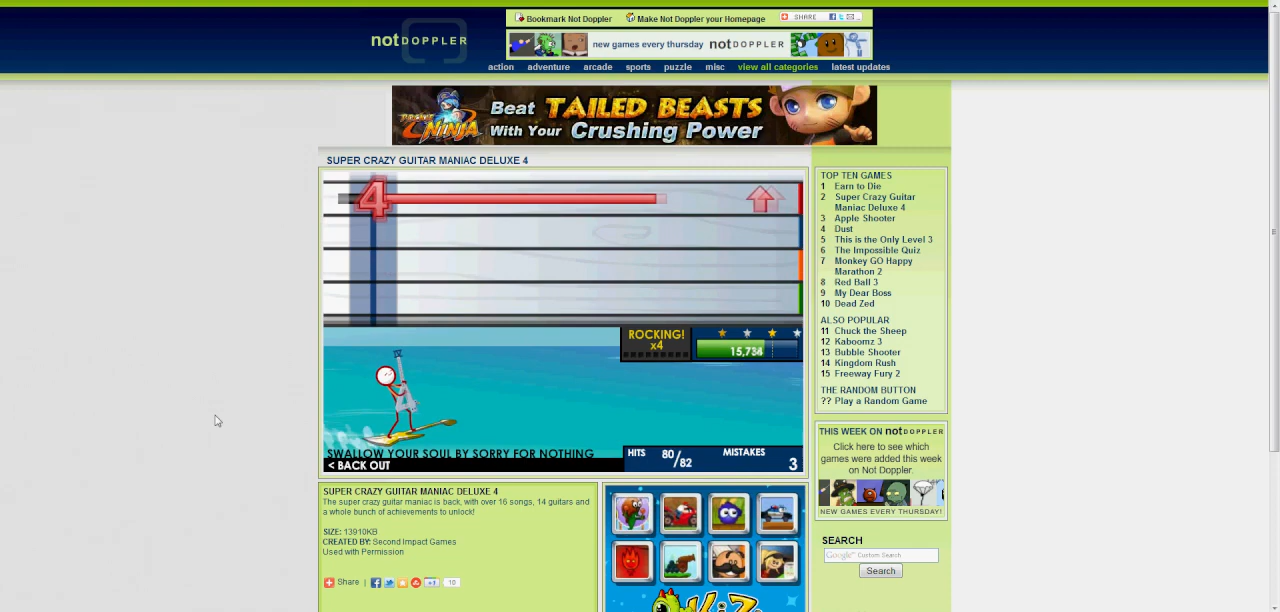 Bookmark Not Doppler
Make Not Doppler your Homepage
SHARE
notDOPPLER
new games every thursday notDOPPLER
action adventure arcade sports puzzle misc view all categories latest updates
Beat TAILED BEASTS
With Your Crushing Power
NINJA
SUPER CRAZY GUITAR MANIAC DELUXE 4
4
ROCKING!
x4
15,734
SWALLOW YOUR SOUL BY SORRY FOR NOTHING
< BACK OUT
HITS 80/82
MISTAKES 3
TOP TEN GAMES
1 Earn to Die
2 Super Crazy Guitar
Maniac Deluxe 4
3 Apple Shooter
4 Dust
5 This is the Only Level 3
6 The Impossible Quiz
7 Monkey GO Happy
Marathon 2
8 Red Ball 3
9 My Dear Boss
10 Dead Zed
ALSO POPULAR
11 Chuck the Sheep
12 Kaboomz 3
13 Bubble Shooter
14 Kingdom Rush
15 Freeway Fury 2
THE RANDOM BUTTON
?? Play a Random Game
THIS WEEK ON notDOPPLER
Click here to see which
games were added this week
on Not Doppler.
NEW GAMES EVERY THURSDAY!
SEARCH
Google™ Custom Search
Search
SUPER CRAZY GUITAR MANIAC DELUXE 4
The super crazy guitar maniac is back, with over 16 songs, 14 guitars and
a whole bunch of achievements to unlock!
SIZE: 13910KB
CREATED BY: Second Impact Games
Used with Permission
Share |
+1
10